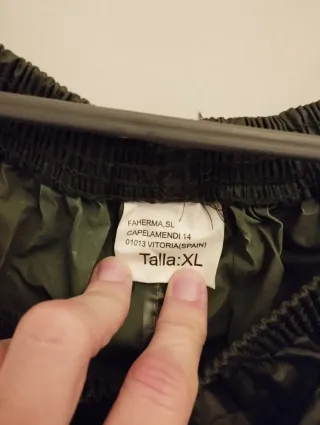 FAHERMA,SL
CAPELAMENDI 14
01013 VITORIA(SPAIN)
Talla:XL